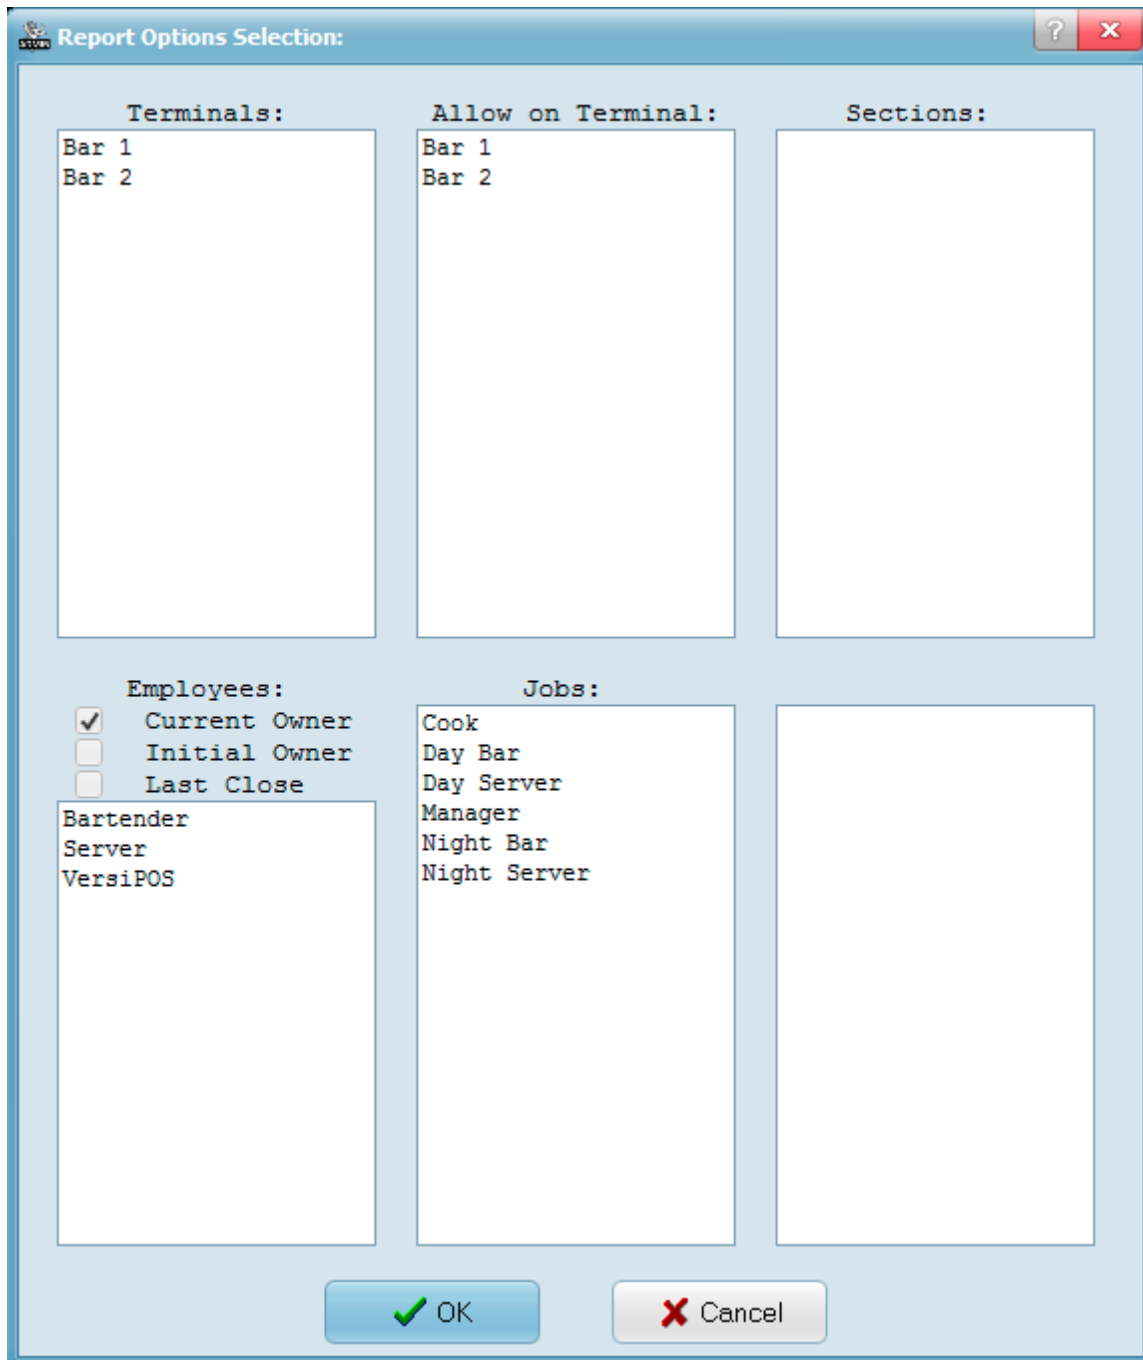 Report Options Selection:
?
Terminals:
Bar 1
Bar 2
Allow on Terminal:
Bar 1
Bar 2
Sections:
Employees:
Current Owner
Initial Owner
Last Close
Bartender
Server
VersiPOS
Jobs:
Cook
Day Bar
Day Server
Manager
Night Bar
Night Server
OK
Cancel